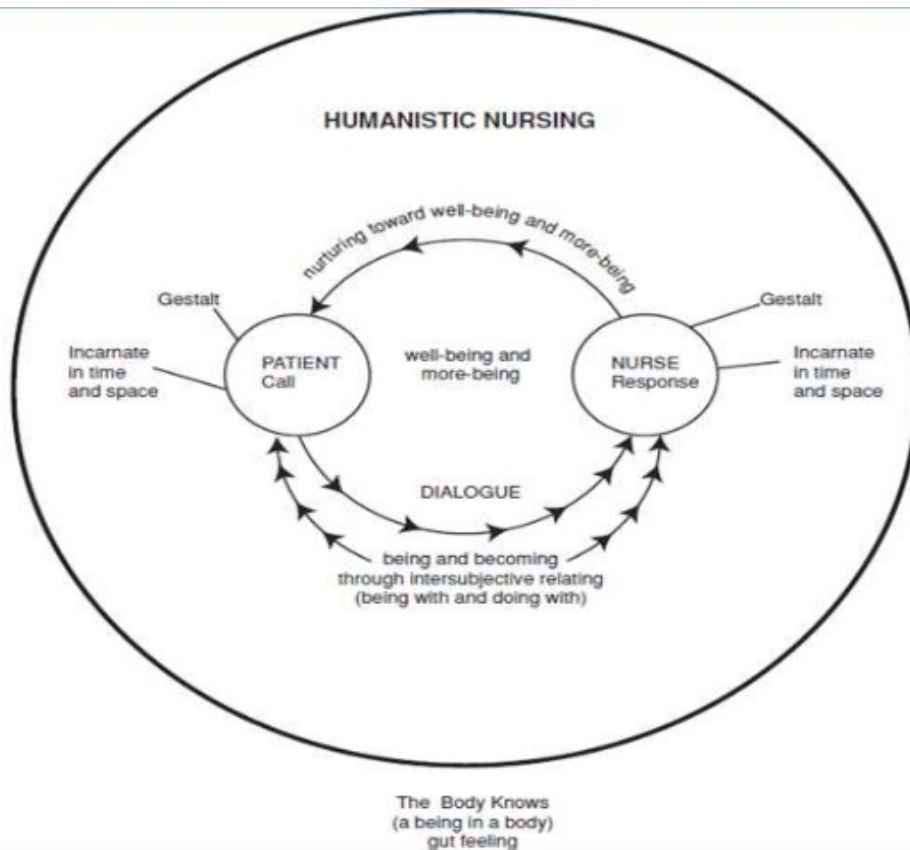 HUMANISTIC NURSING
nurturing toward well-being and more-being
Gestalt
Gestalt
Incarnate
in time
and space
PATIENT
Call
well-being and
more-being
NURSE
Response
Incarnate
in time
and space
DIALOGUE
being and becoming
through intersubjective relating
(being with and doing with)
The Body Knows
(a being in a body)
gut feeling